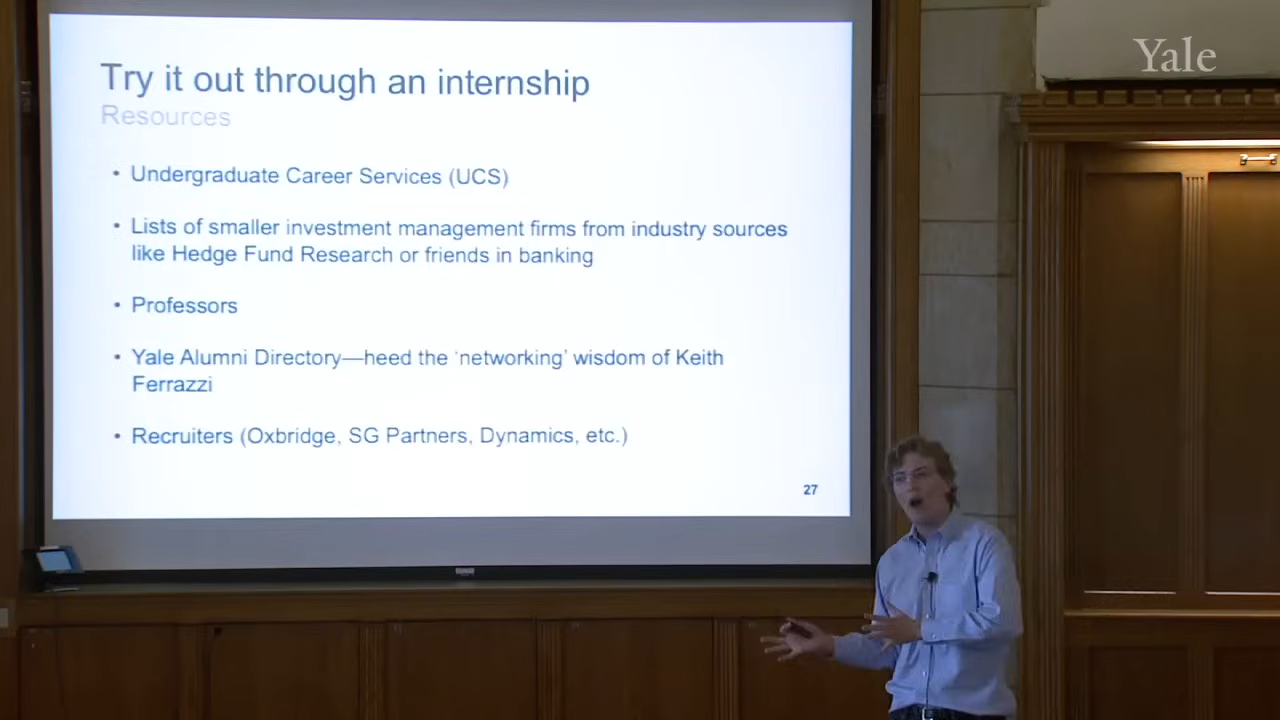 Yale
Try it out through an internship
Resources
• Undergraduate Career Services (UCS)
• Lists of smaller investment management firms from industry sources
like Hedge Fund Research or friends in banking
• Professors
• Yale Alumni Directory—heed the 'networking' wisdom of Keith
Ferrazzi
• Recruiters (Oxbridge, SG Partners, Dynamics, etc.)
27